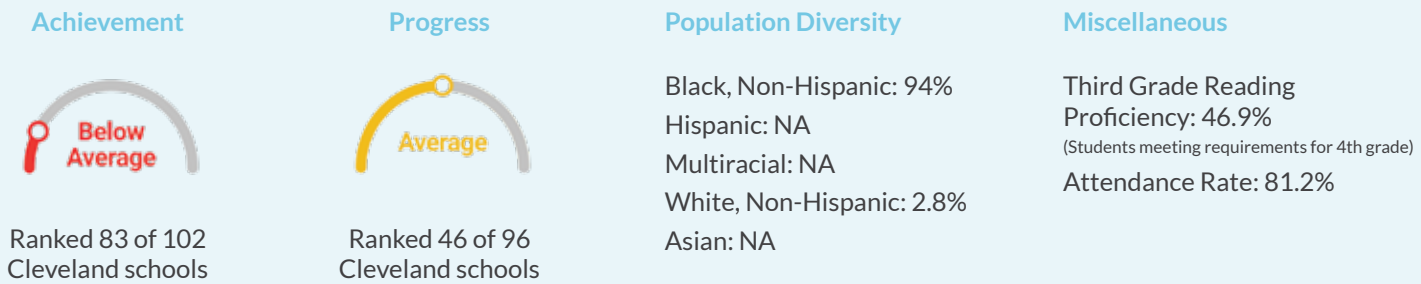 Achievement
Below
Average
Ranked 83 of 102
Cleveland schools
Progress
Average
Ranked 46 of 96
Cleveland schools
Population Diversity
Black, Non-Hispanic: 94%
Hispanic: NA
Multiracial: NA
White, Non-Hispanic: 2.8%
Asian: NA
Miscellaneous
Third Grade Reading
Proficiency: 46.9%
(Students meeting requirements for 4th grade)
Attendance Rate: 81.2%